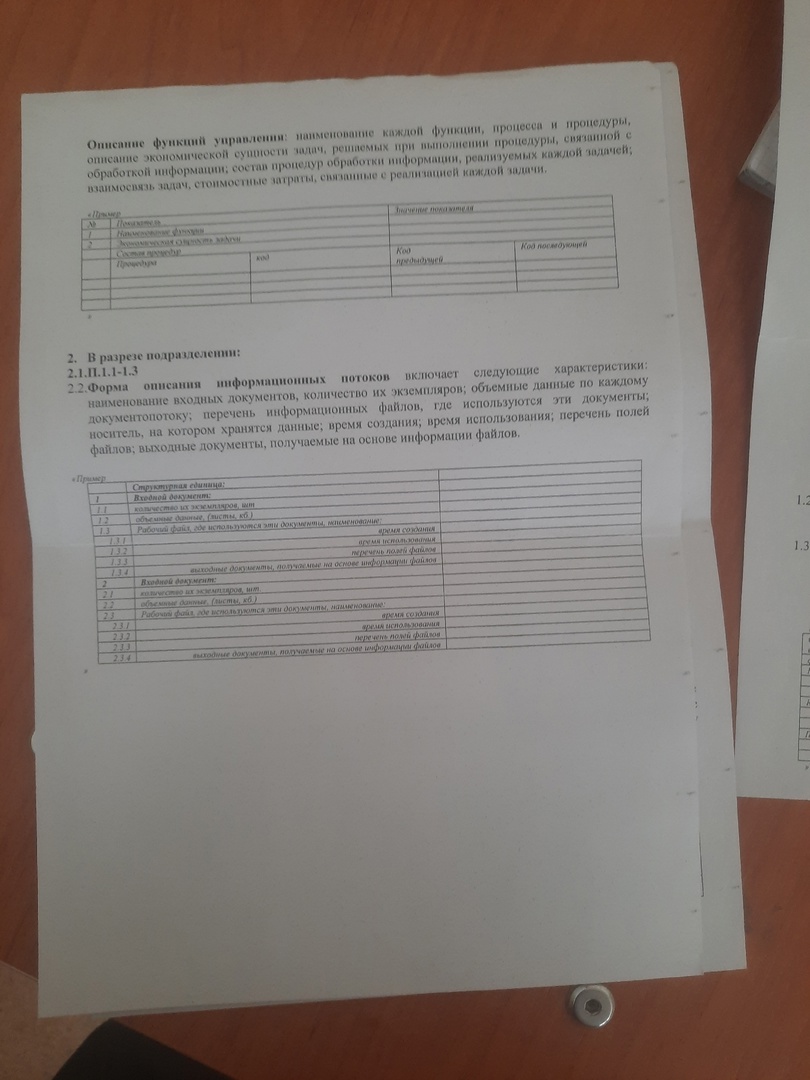 Описание функций управления: наименование каждой функции, процесса и процедуры,
описание экономической сущности задач, решаемых при выполнении процедуры, связанной с
обработкой информации; состав процедур обработки информации, реализуемых каждой задачей;
взаимосвязь задач, стоимостные затраты, связанные с реализацией каждой задачи.
«Пример
№ Показатель Значение показателя
1 Наименование функции
2 Экономическая сущность задачи
Состав процедур
Процедура код Код предыдущей Код последующей
»
2. В разрезе подразделении:
2.1.П.1.1-1.3
2.2.Форма описания информационных потоков включает следующие характеристики:
наименование входных документов, количество их экземпляров; объемные данные по каждому
документопотоку; перечень информационных файлов, где используются эти документы;
носитель, на котором хранятся данные; время создания; время использования; перечень полей
файлов; выходные документы, получаемые на основе информации файлов.
«Пример
Структурная единица:
1 Входной документ:
1.1 количество их экземпляров, шт
1.2 объемные данные, (листы, кб.)
1.3 Рабочий файл, где используются эти документы, наименование:
1.3.1 время создания
1.3.2 время использования
1.3.3 перечень полей файлов
1.3.4 выходные документы, получаемые на основе информации файлов
2 Входной документ:
2.1 количество их экземпляров, шт.
2.2 объемные данные, (листы, кб.)
2.3 Рабочий файл, где используются эти документы, наименование:
2.3.1 время создания
2.3.2 время использования
2.3.3 перечень полей файлов
2.3.4 выходные документы, получаемые на основе информации файлов
»
1.2
1.3